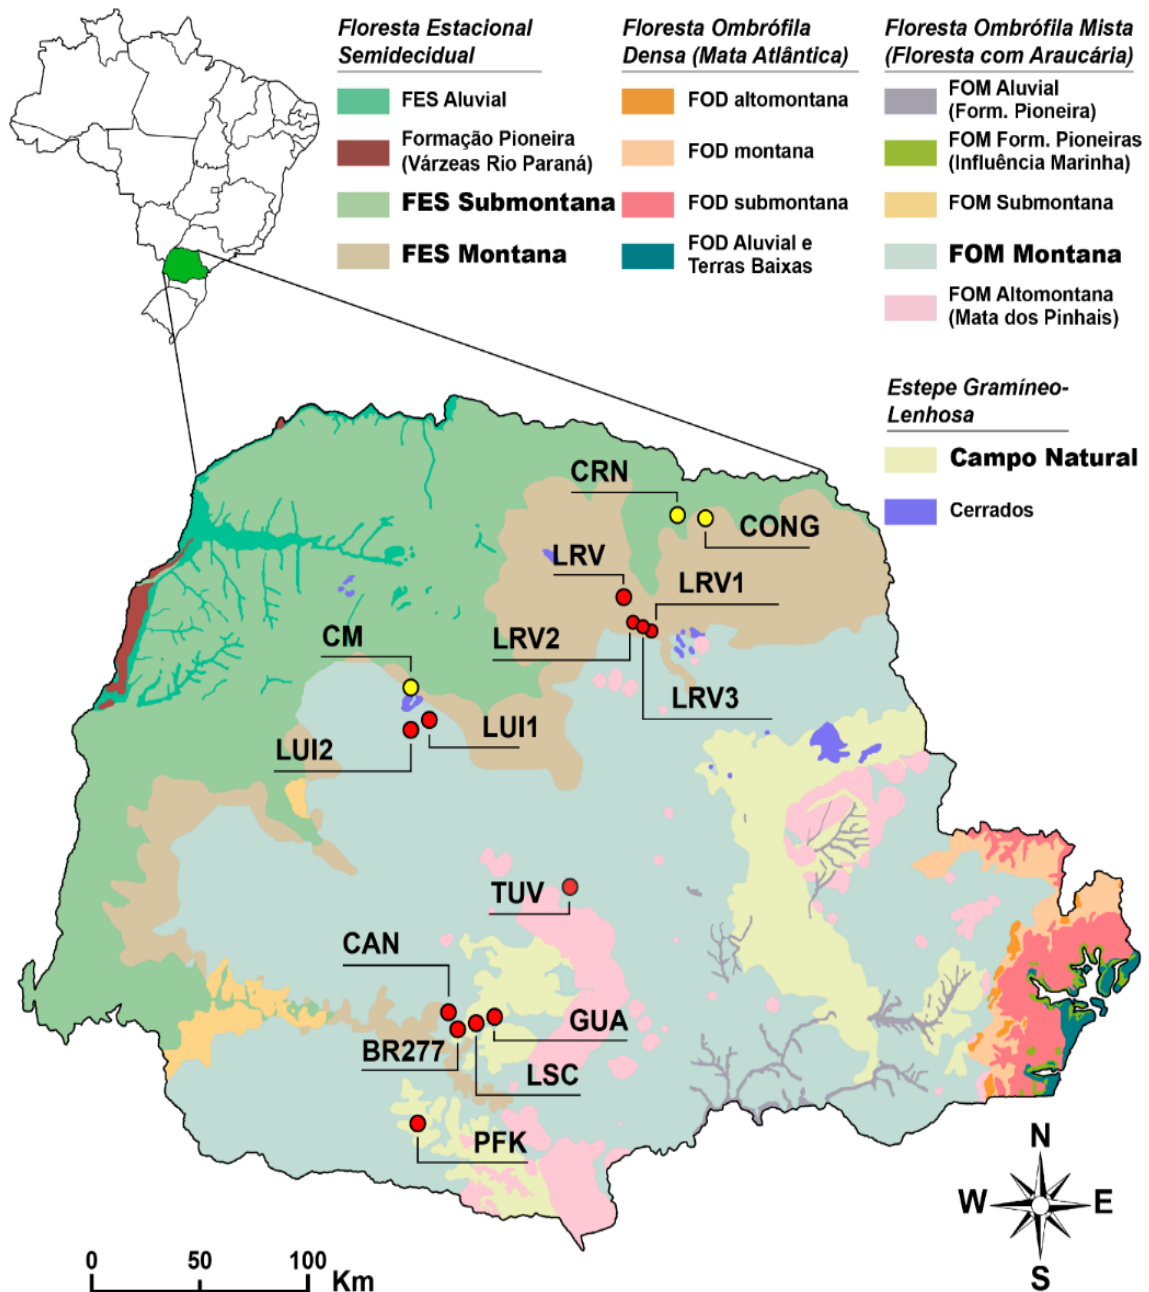 Floresta Estacional
Semidecidual
FES Aluvial
Formação Pioneira
(Várzeas Rio Paraná)
FES Submontana
FES Montana
Floresta Ombrófila
Densa (Mata Atlântica)
FOD altomontana
FOD montana
FOD submontana
FOD Aluvial e
Terras Baixas
Floresta Ombrófila Mista
(Floresta com Araucária)
FOM Aluvial
(Form. Pioneira)
FOM Form. Pioneiras
(Influência Marinha)
FOM Submontana
FOM Montana
FOM Altomontana
(Mata dos Pinhais)
Estepe Gramíneo-
Lenhosa
Campo Natural
Cerrados
CRN
CONG
LRV
LRV1
LRV2
CM
LRV3
LUI1
LUI2
TUV
CAN
GUA
BR277
LSC
PFK
N
W
E
S
0 50 100
Km